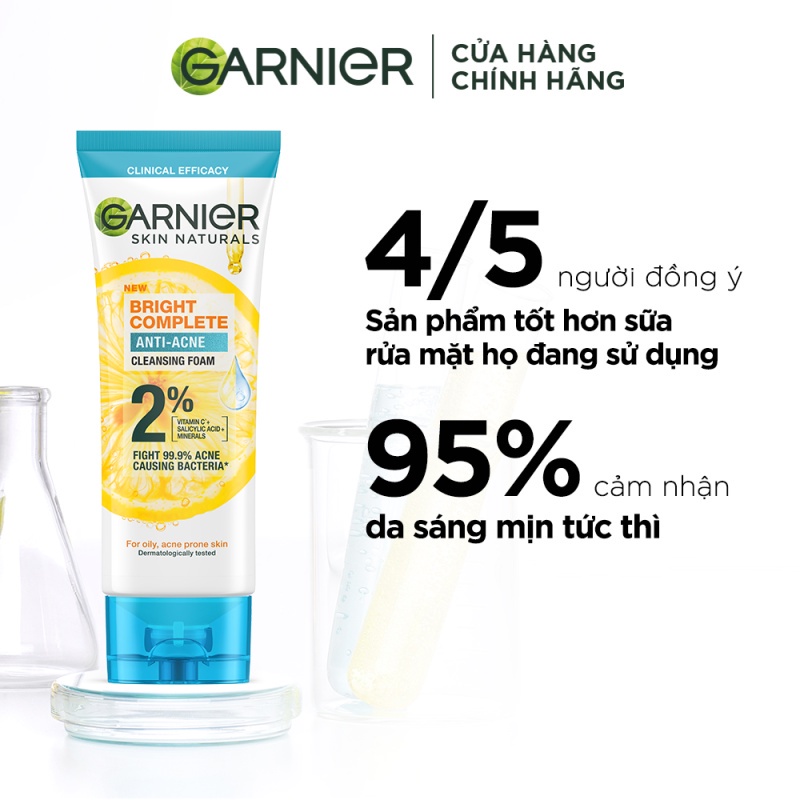 GARNIER
CỬA HÀNG
CHÍNH HÃNG
CLINICAL EFFICACY
GARNIER
SKIN NATURALS
NEW
BRIGHT
COMPLETE
ANTI-ACNE
CLEANSING FOAM
2%
VITAMIN C*+
SALICYLIC ACID+
MINERALS
FIGHT 99.9% ACNE
CAUSING BACTERIA*
For oily, acne prone skin
Dermatologically tested
4/5 người đồng ý
Sản phẩm tốt hơn sữa
rửa mặt họ đang sử dụng
95% cảm nhận
da sáng mịn tức thì